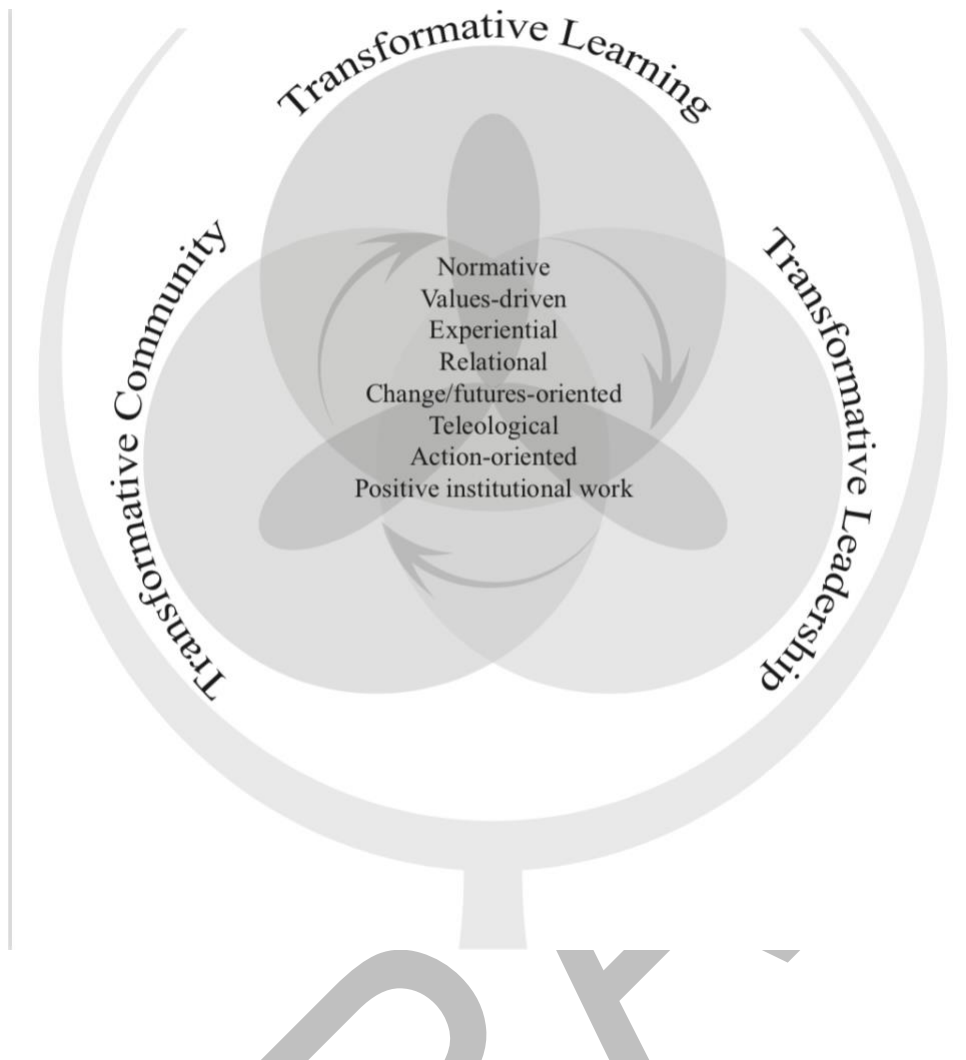 Transformative Learning
Transformative Community
Transformative Leadership
Normative
Values-driven
Experiential
Relational
Change/futures-oriented
Teleological
Action-oriented
Positive institutional work